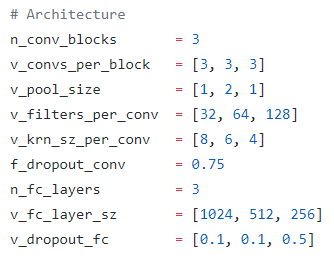 # Architecture
n_conv_blocks = 3
v_convs_per_block = [3, 3, 3]
v_pool_size = [1, 2, 1]
v_filters_per_conv = [32, 64, 128]
v_krn_sz_per_conv = [8, 6, 4]
f_dropout_conv = 0.75
n_fc_layers = 3
v_fc_layer_sz = [1024, 512, 256]
v_dropout_fc = [0.1, 0.1, 0.5]